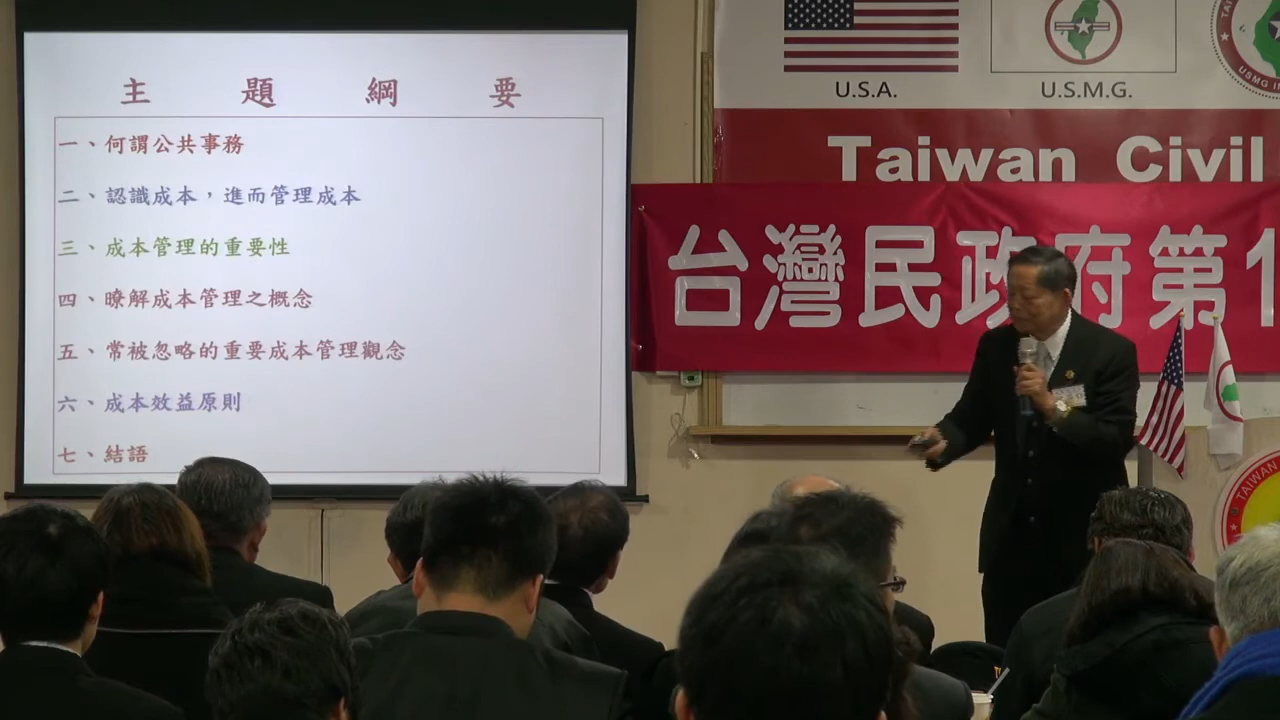 主題綱要
一、何謂公共事務
二、認識成本，進而管理成本
三、成本管理的重要性
四、瞭解成本管理之概念
五、常被忽略的重要成本管理觀念
六、成本效益原則
七、結語
U.S.A.
U.S.M.G.
Taiwan Civil
台灣民政府第
TAIWAN